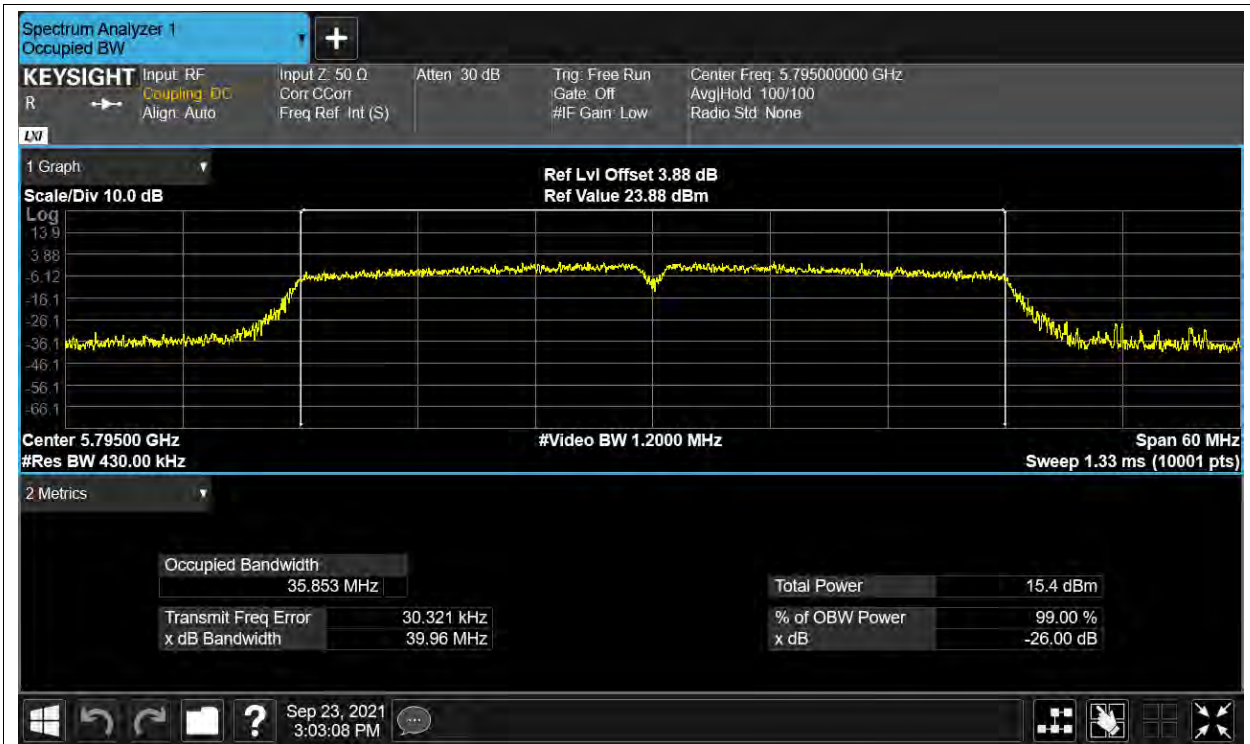 Spectrum Analyzer 1
Occupied BW
+
KEYSIGHT
R
LXI
Input: RF
Coupling: DC
Align: Auto
Input Z: 50 Ω
Corr CCorr
Freq Ref: Int (S)
Atten: 30 dB
Trig: Free Run
Gate: Off
#IF Gain: Low
Center Freq: 5.795000000 GHz
Avg|Hold: 100/100
Radio Std: None
1 Graph
Ref Lvl Offset 3.88 dB
Scale/Div 10.0 dB
Ref Value 23.88 dBm
Log
13.9
3.88
-6.12
-16.1
-26.1
-36.1
-46.1
-56.1
-66.1
Center 5.79500 GHz
#Video BW 1.2000 MHz
Span 60 MHz
#Res BW 430.00 kHz
Sweep 1.33 ms (10001 pts)
2 Metrics
Occupied Bandwidth
35.853 MHz
Total Power 15.4 dBm
Transmit Freq Error 30.321 kHz
% of OBW Power 99.00 %
x dB Bandwidth 39.96 MHz
x dB -26.00 dB
?
Sep 23, 2021
3:03:08 PM